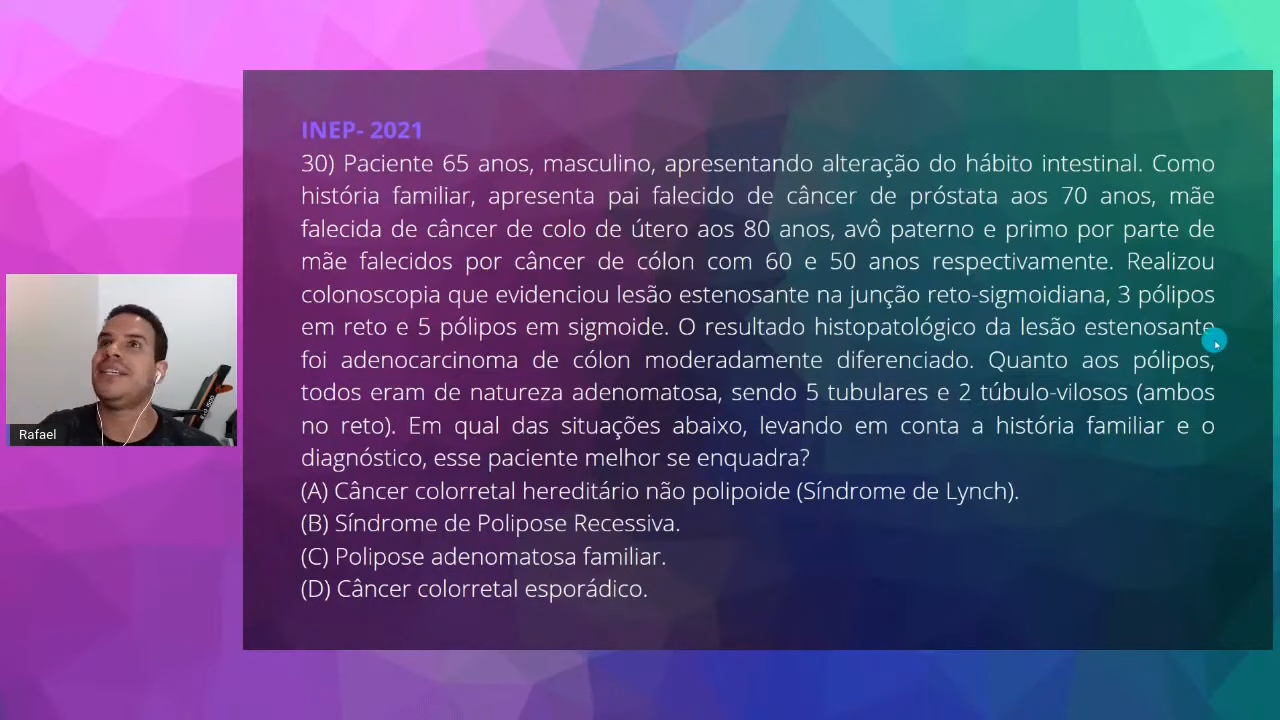 INEP- 2021
30) Paciente 65 anos, masculino, apresentando alteração do hábito intestinal. Como
história familiar, apresenta pai falecido de câncer de próstata aos 70 anos, mãe
falecida de câncer de colo de útero aos 80 anos, avô paterno e primo por parte de
mãe falecidos por câncer de cólon com 60 e 50 anos respectivamente. Realizou
colonoscopia que evidenciou lesão estenosante na junção reto-sigmoidiana, 3 pólipos
em reto e 5 pólipos em sigmoide. O resultado histopatológico da lesão estenosante
foi adenocarcinoma de cólon moderadamente diferenciado. Quanto aos pólipos,
todos eram de natureza adenomatosa, sendo 5 tubulares e 2 túbulo-vilosos (ambos
no reto). Em qual das situações abaixo, levando em conta a história familiar e o
diagnóstico, esse paciente melhor se enquadra?
(A) Câncer colorretal hereditário não polipoide (Síndrome de Lynch).
(B) Síndrome de Polipose Recessiva.
(C) Polipose adenomatosa familiar.
(D) Câncer colorretal esporádico.
Rafael